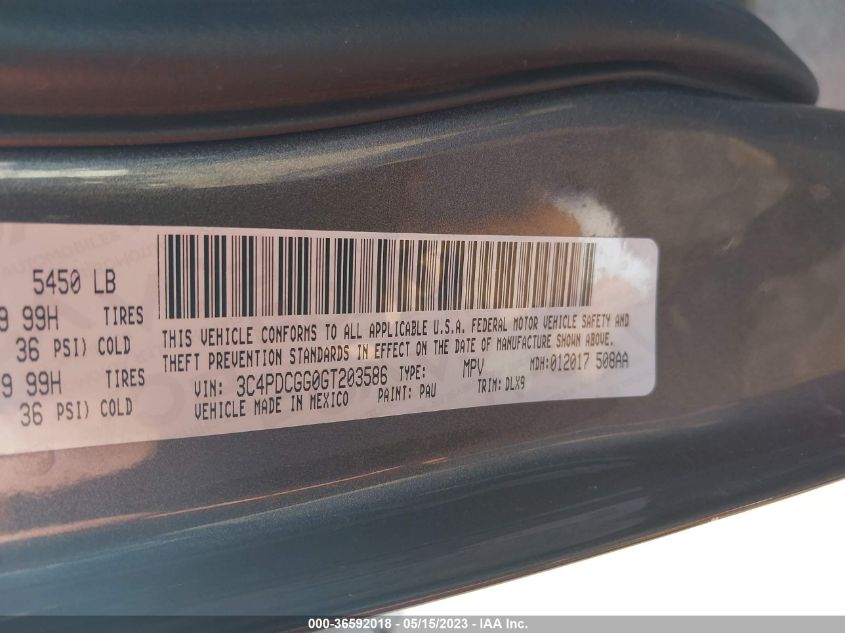 5450 LB
9 99H TIRES
36 PSI) COLD
9 99H TIRES
36 PSI) COLD
THIS VEHICLE CONFORMS TO ALL APPLICABLE U.S.A. FEDERAL MOTOR VEHICLE SAFETY AND
THEFT PREVENTION STANDARDS IN EFFECT ON THE DATE OF MANUFACTURE SHOWN ABOVE.
VIN: 3C4PDCGG0GT203586 TYPE: MPV MDH:012017 508AA
VEHICLE MADE IN MEXICO PAINT: PAU TRIM: DLX9
AUTOMOBILES
000-36592018 - 05/15/2023 - IAA Inc.